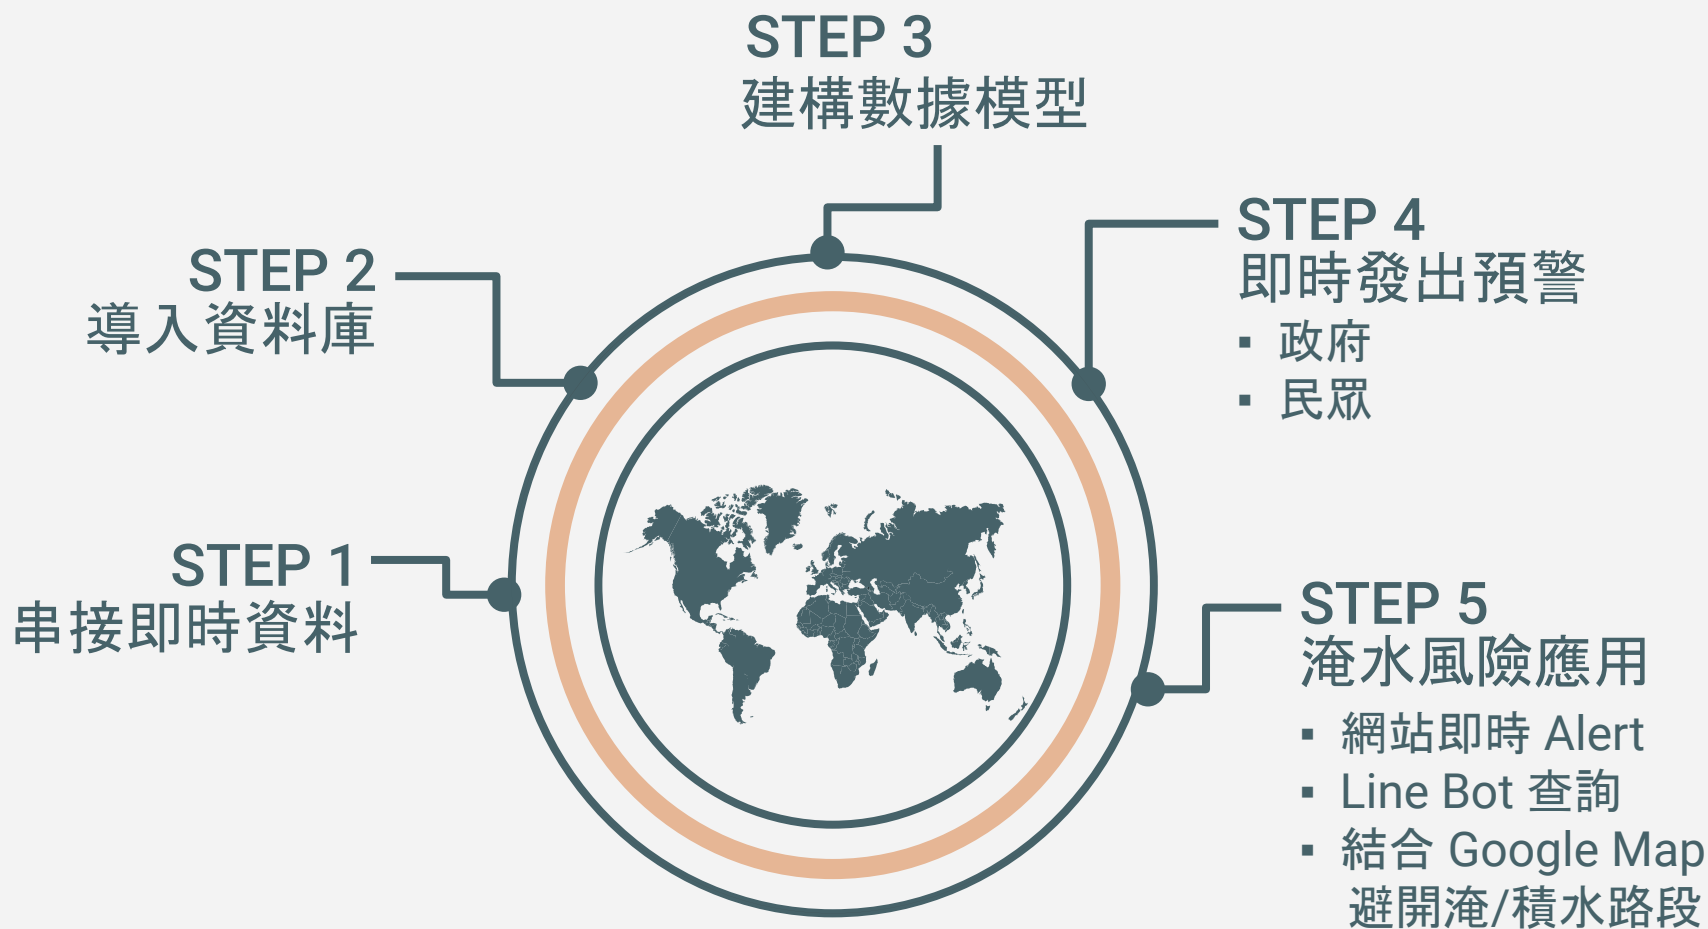 STEP 1
串接即時資料
STEP 2
導入資料庫
STEP 3
建構數據模型
STEP 4
即時發出預警
▪ 政府
▪ 民眾
STEP 5
淹水風險應用
▪ 網站即時 Alert
▪ Line Bot 查詢
▪ 結合 Google Map
避開淹/積水路段